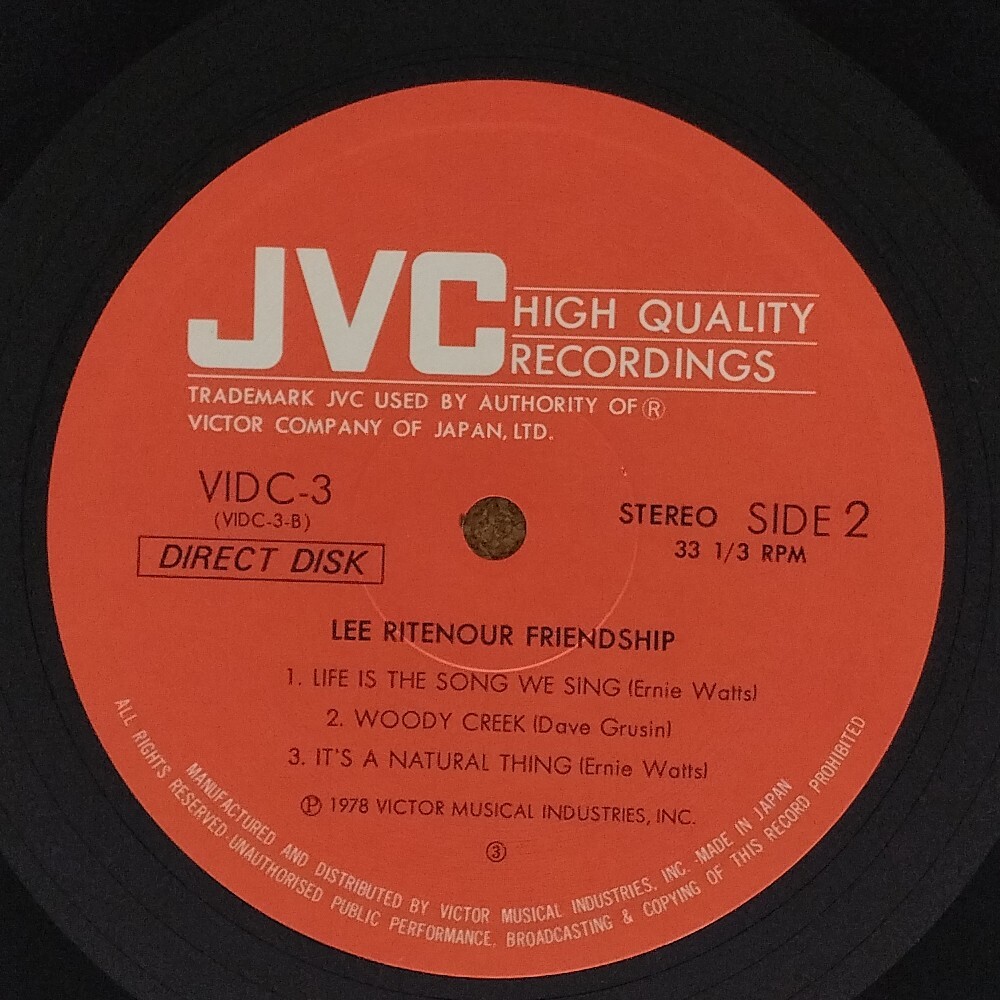 JVC HIGH QUALITY
RECORDINGS
TRADEMARK JVC USED BY AUTHORITY OF ®
VICTOR COMPANY OF JAPAN, LTD.
VIDC-3
(VIDC-3-B)
DIRECT DISK
STEREO SIDE 2
33 1/3 RPM
LEE RITENOUR FRIENDSHIP
1. LIFE IS THE SONG WE SING (Ernie Watts)
2. WOODY CREEK (Dave Grusin)
3. IT'S A NATURAL THING (Ernie Watts)
℗ 1978 VICTOR MUSICAL INDUSTRIES, INC.
③
MANUFACTURED AND DISTRIBUTED BY VICTOR MUSICAL INDUSTRIES, INC. MADE IN JAPAN
ALL RIGHTS RESERVED-UNAUTHORISED PUBLIC PERFORMANCE, BROADCASTING & COPYING OF THIS RECORD PROHIBITED